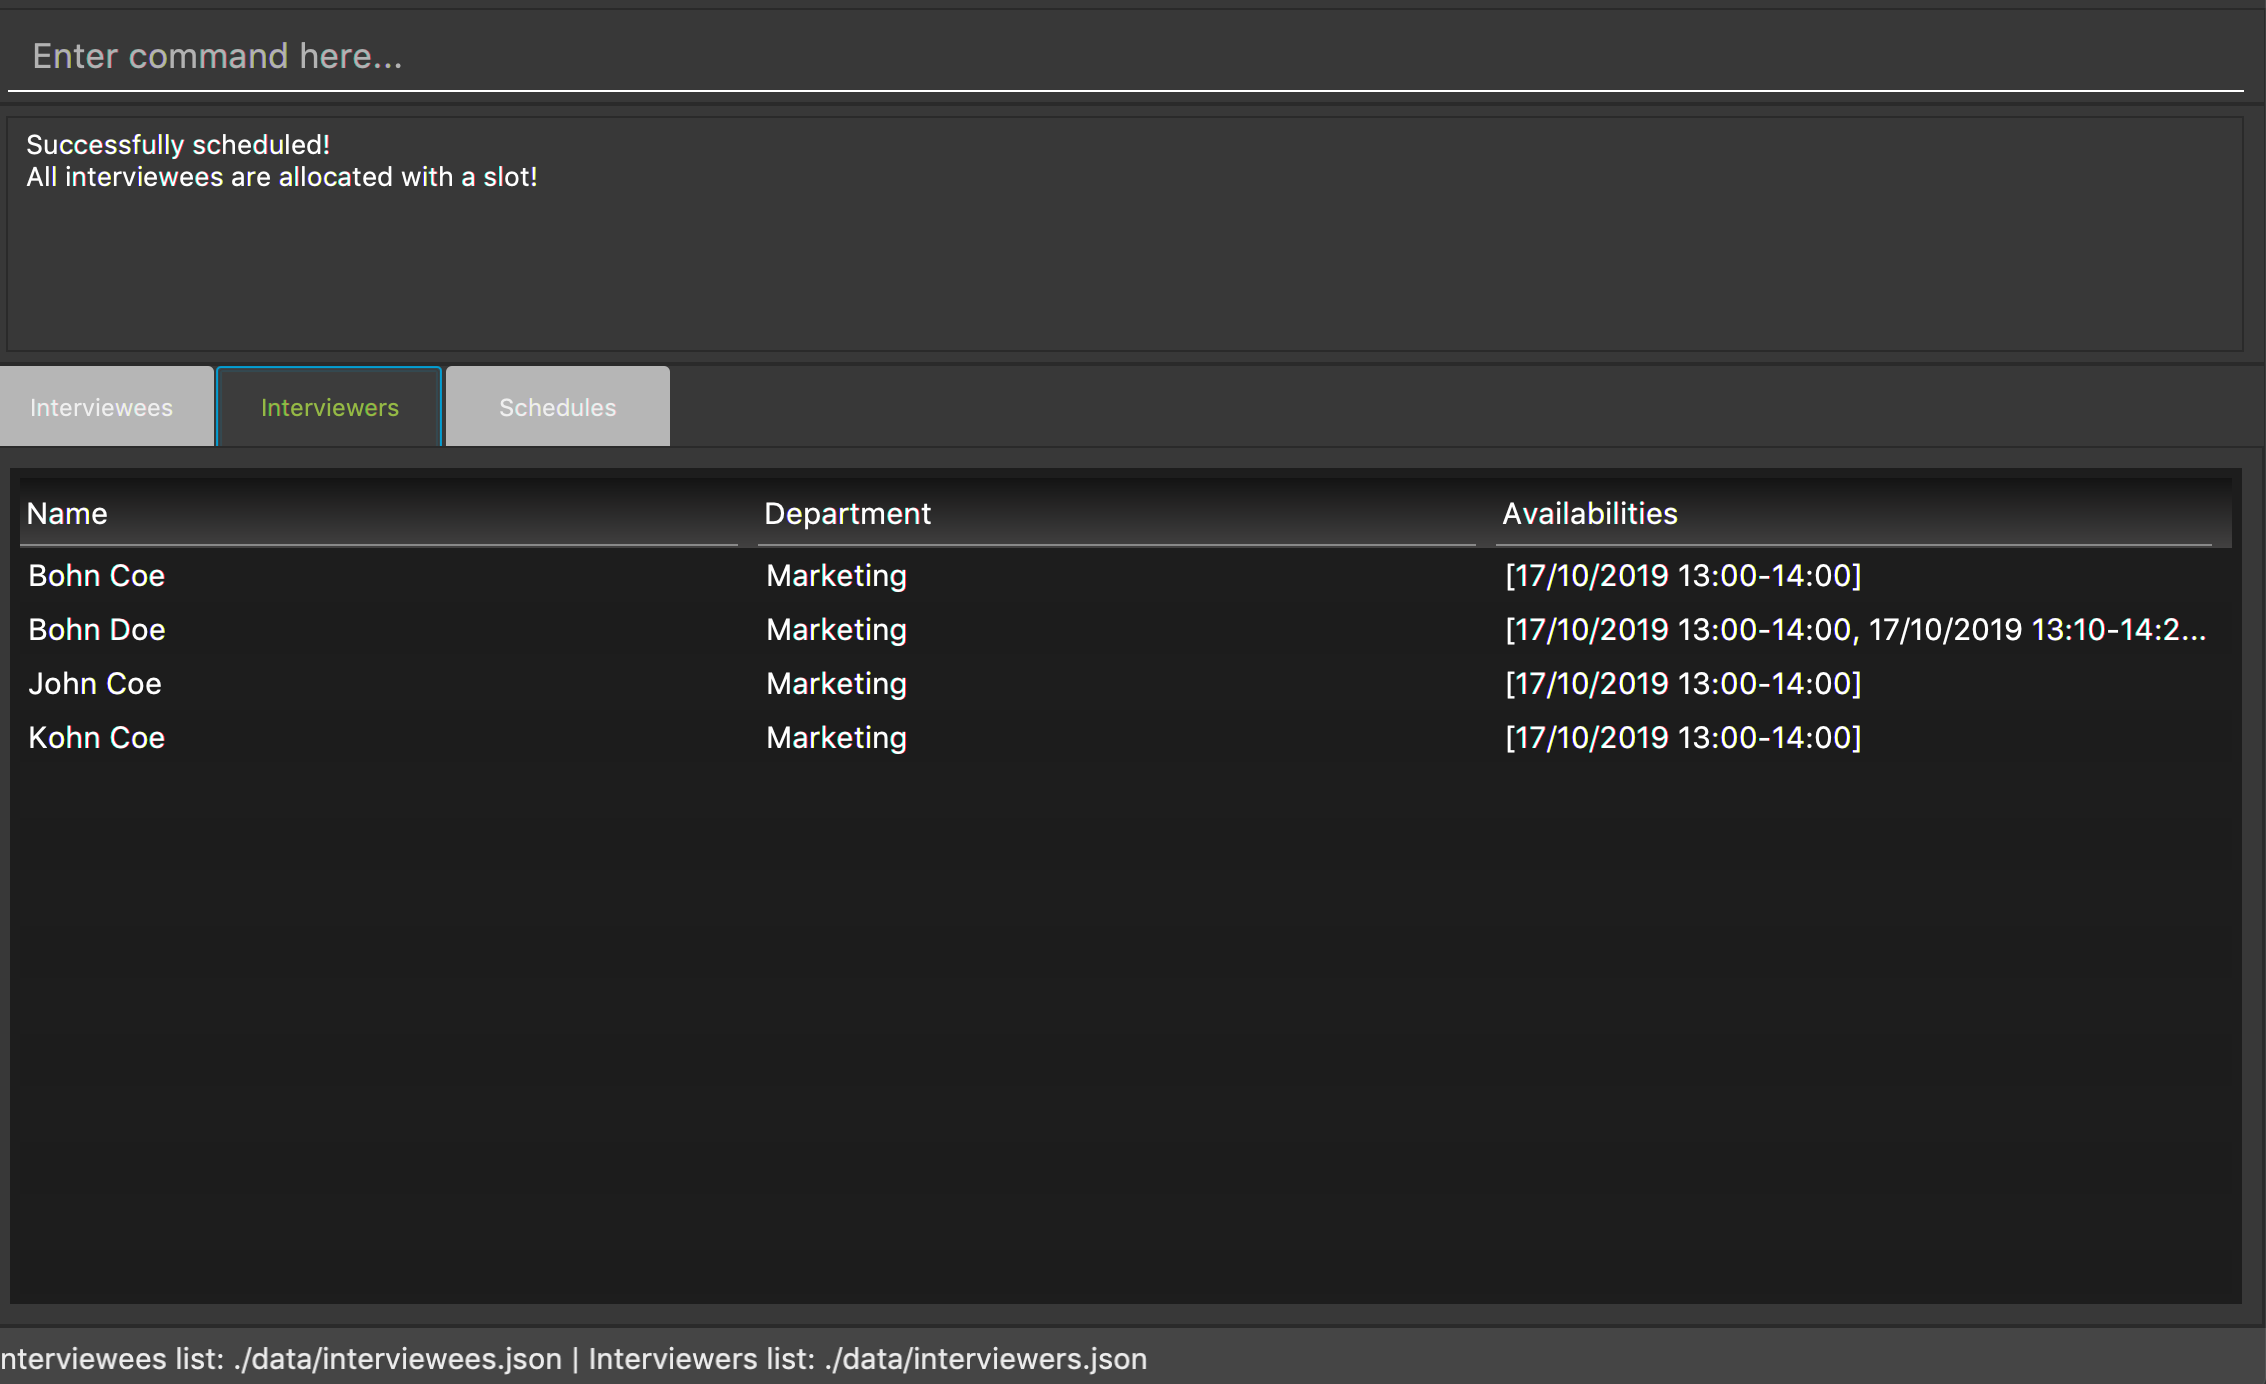 Enter command here...
Successfully scheduled!
All interviewees are allocated with a slot!
Interviewees Interviewers Schedules
Name Department Availabilities
Bohn Coe Marketing [17/10/2019 13:00-14:00]
Bohn Doe Marketing [17/10/2019 13:00-14:00, 17/10/2019 13:10-14:2...
John Coe Marketing [17/10/2019 13:00-14:00]
Kohn Coe Marketing [17/10/2019 13:00-14:00]
nterviewees list: ./data/interviewees.json | Interviewers list: ./data/interviewers.json